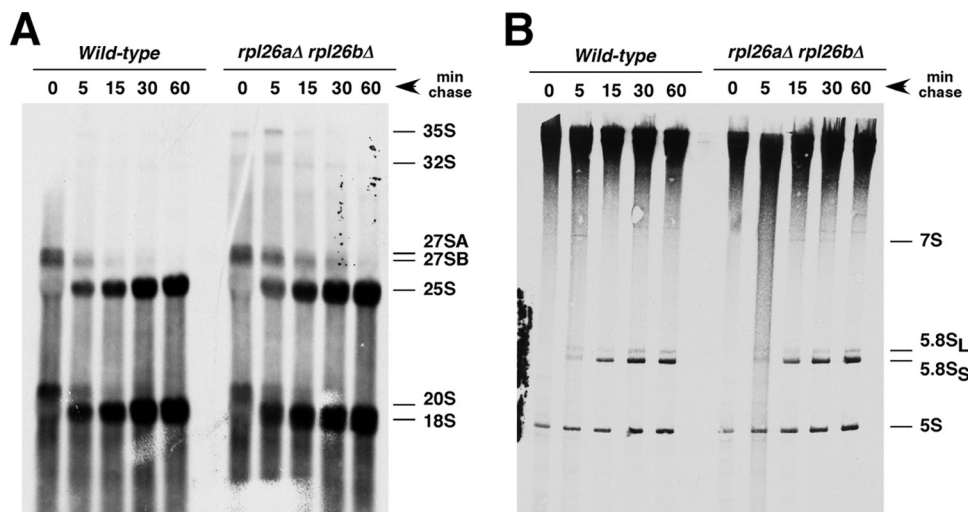 A
Wild-type rpl26aΔ rpl26bΔ
0 5 15 30 60 0 5 15 30 60 min chase
35S
32S
27SA
27SB
25S
20S
18S
B
Wild-type rpl26aΔ rpl26bΔ
0 5 15 30 60 0 5 15 30 60 min chase
7S
5.8SL
5.8SS
5S